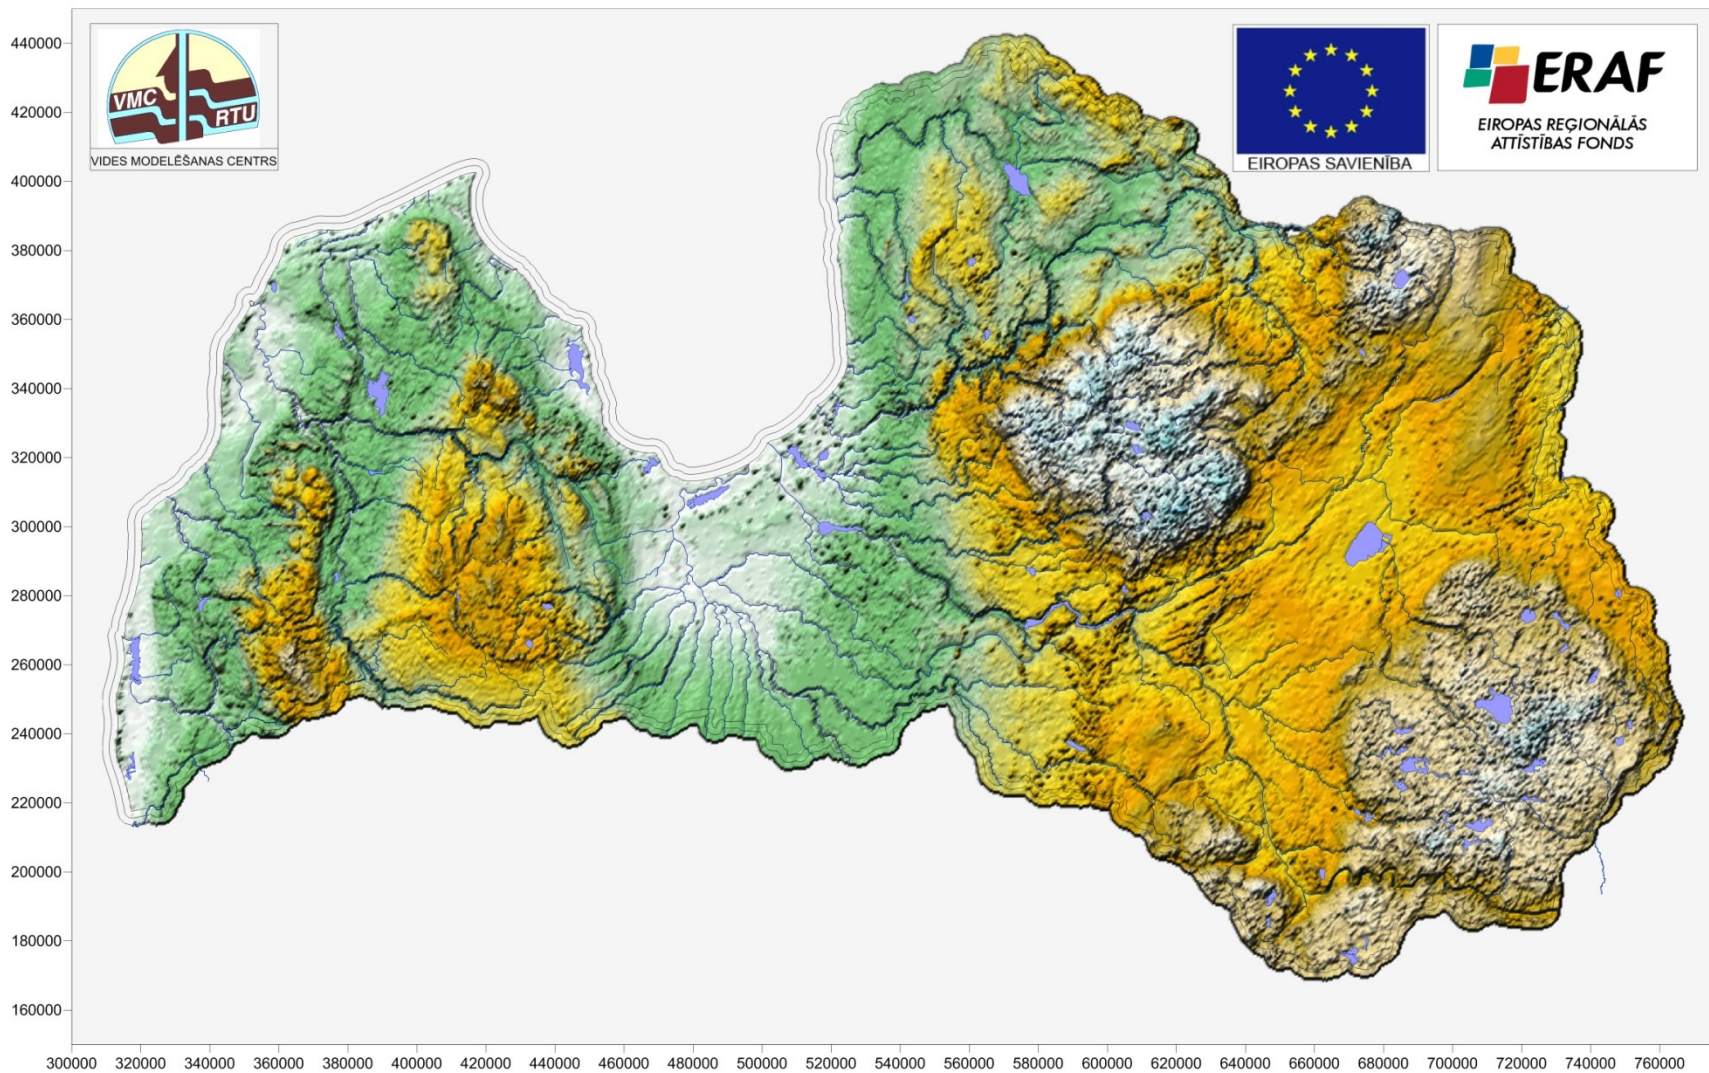 VMC
RTU
VIDES MODELĒŠANAS CENTRS
EIROPAS SAVIENĪBA
ERAF
EIROPAS REĢIONĀLĀS
ATTĪSTĪBAS FONDS
440000
420000
400000
380000
360000
340000
320000
300000
280000
260000
240000
220000
200000
180000
160000
300000 320000 340000 360000 380000 400000 420000 440000 460000 480000 500000 520000 540000 560000 580000 600000 620000 640000 660000 680000 700000 720000 740000 760000